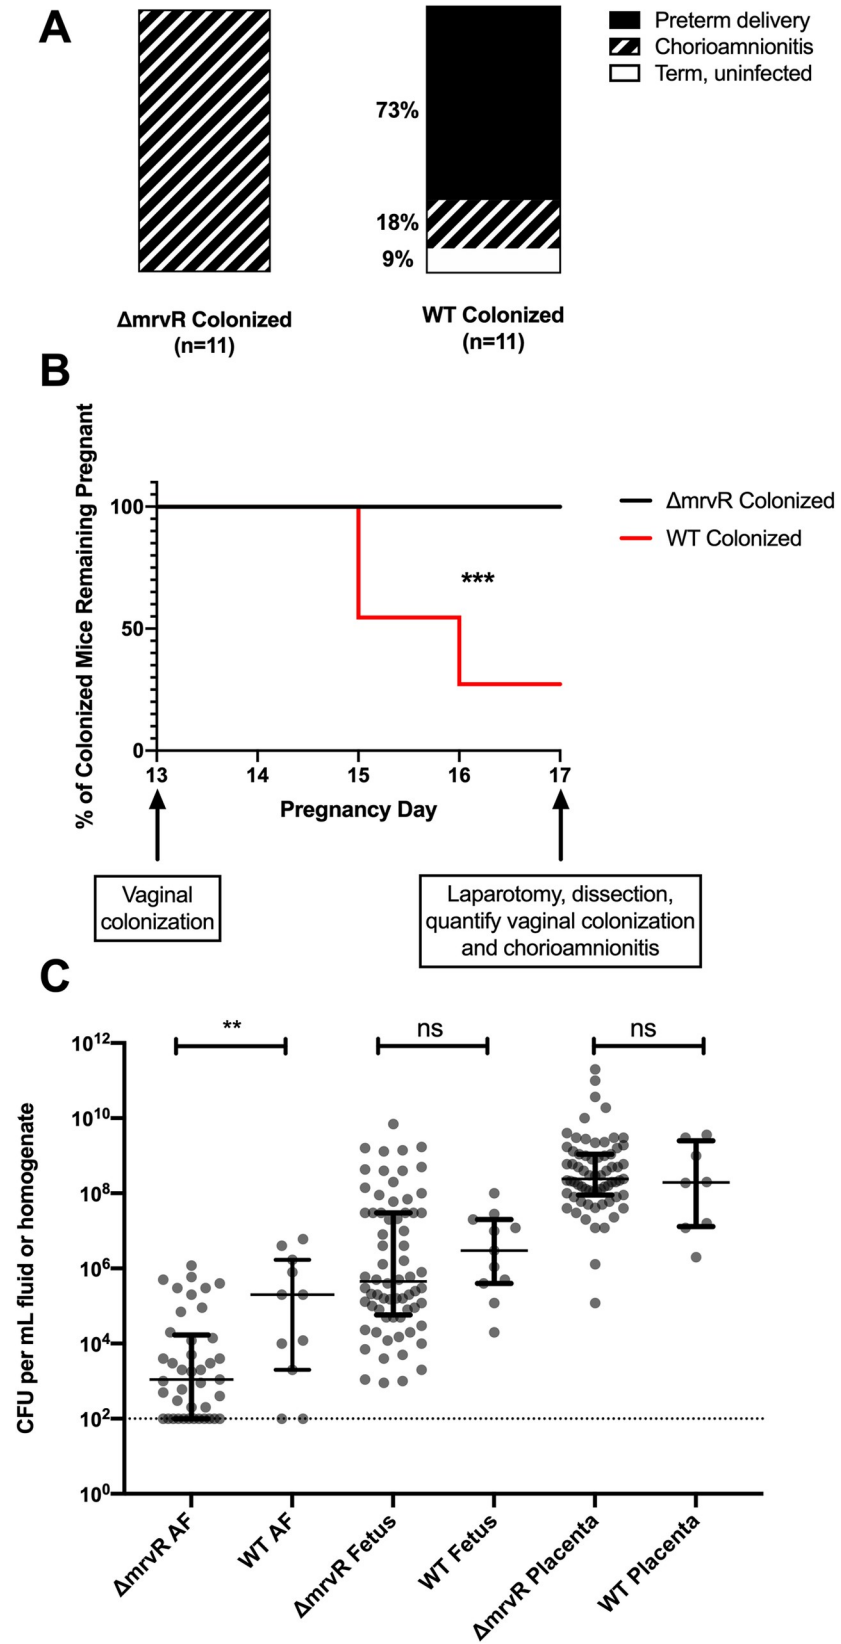 A
Preterm delivery
Chorioamnionitis
Term, uninfected
73%
18%
9%
ΔmrvR Colonized
(n=11)
WT Colonized
(n=11)
B
% of Colonized Mice Remaining Pregnant
100
50
0
13
14
15
16
17
Pregnancy Day
***
ΔmrvR Colonized
WT Colonized
Vaginal
colonization
Laparotomy, dissection,
quantify vaginal colonization
and chorioamnionitis
C
CFU per mL fluid or homogenate
10¹²
10¹⁰
10⁸
10⁶
10⁴
10²
10⁰
**
ns
ns
ΔmrvR AF
WT AF
ΔmrvR Fetus
WT Fetus
ΔmrvR Placenta
WT Placenta